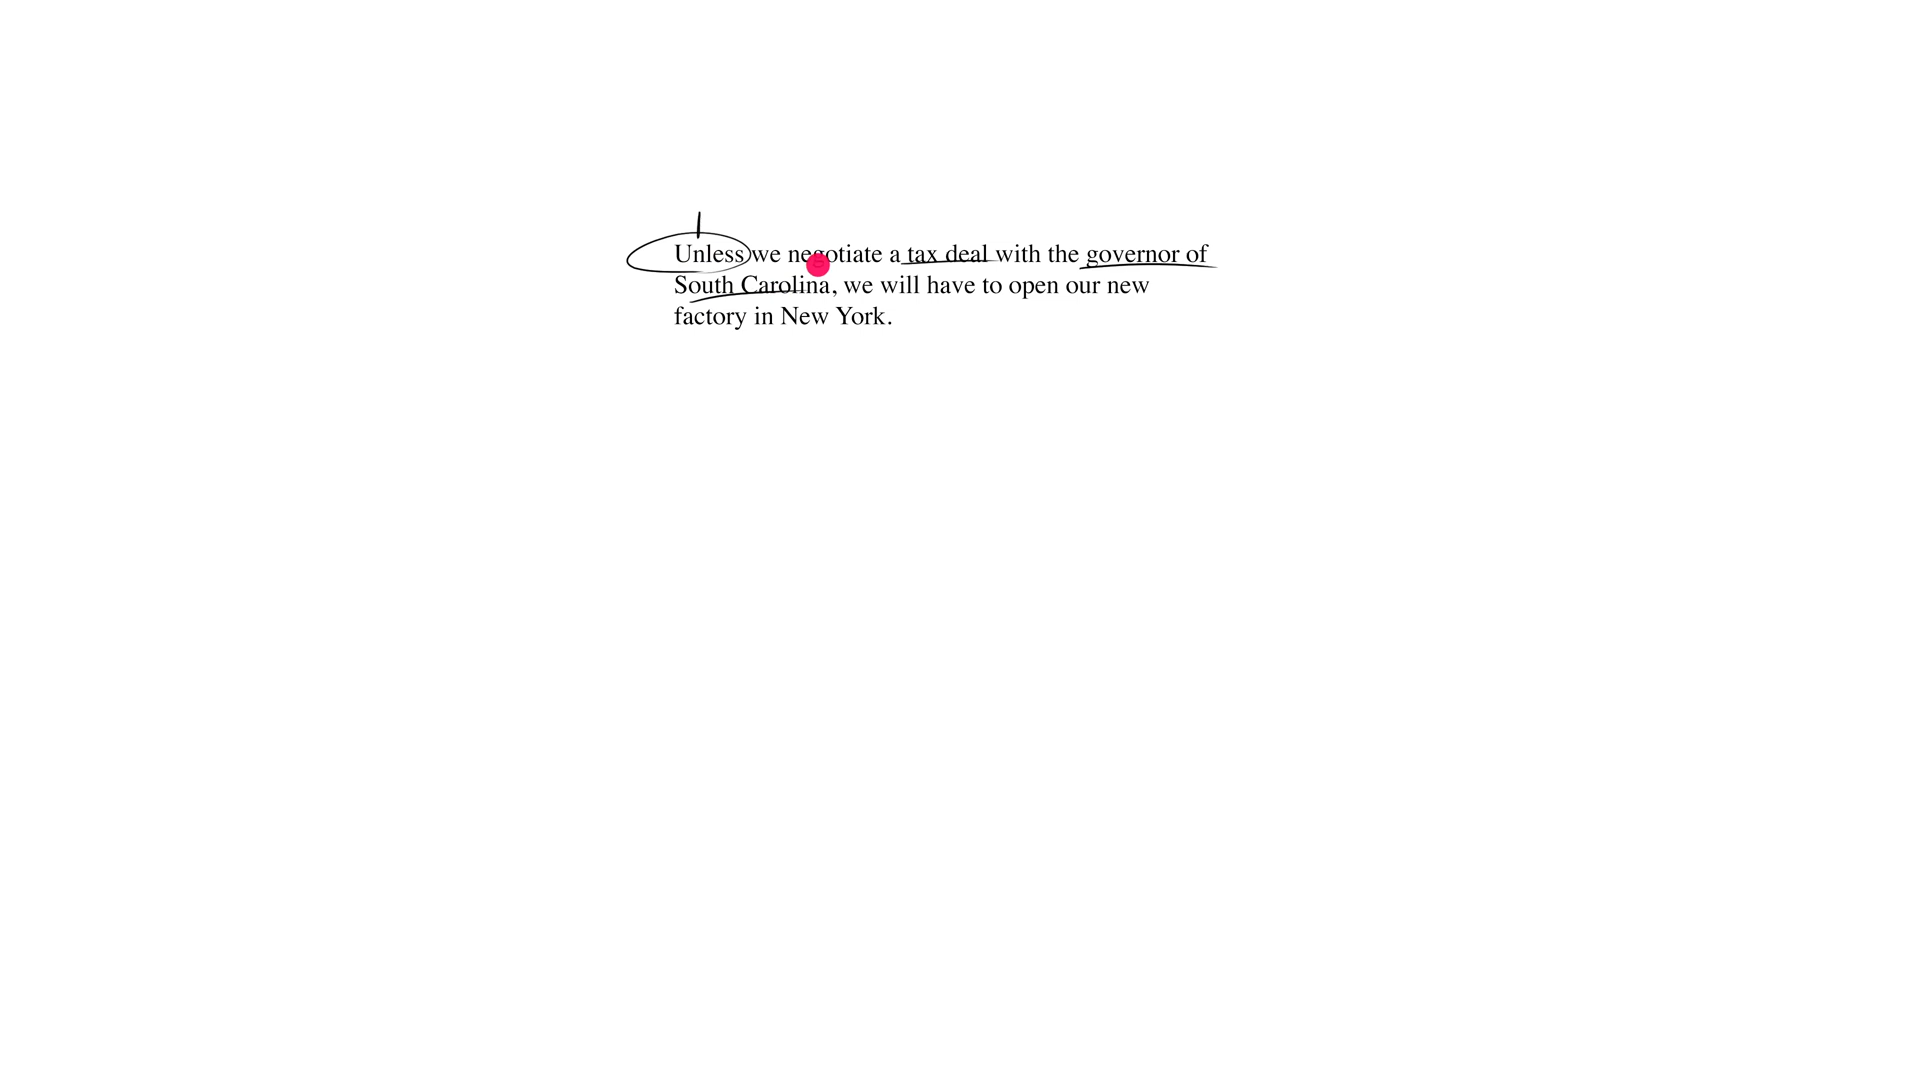 Unless we negotiate a tax deal with the governor of
South Carolina, we will have to open our new
factory in New York.